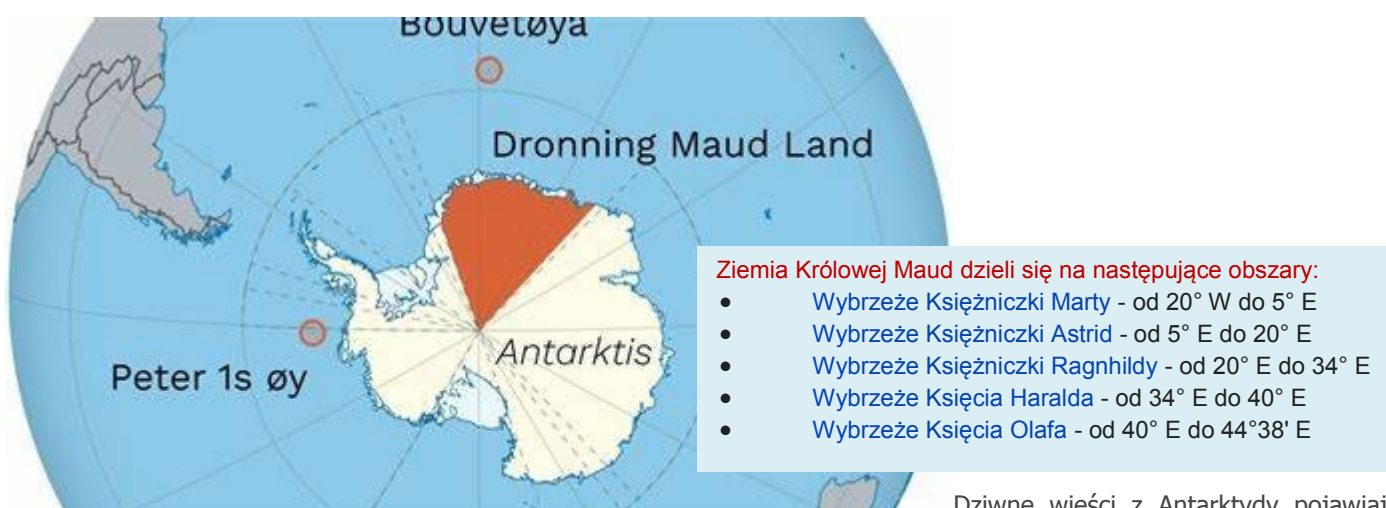 Bouvetøya
Dronning Maud Land
Antarktis
Peter 1s øy
Ziemia Królowej Maud dzieli się na następujące obszary:
• Wybrzeże Księżniczki Marty - od 20° W do 5° E
• Wybrzeże Księżniczki Astrid - od 5° E do 20° E
• Wybrzeże Księżniczki Ragnhildy - od 20° E do 34° E
• Wybrzeże Księcia Haralda - od 34° E do 40° E
• Wybrzeże Księcia Olafa - od 40° E do 44°38' E
Dziwne wieści z Antarktydy pojawiaj